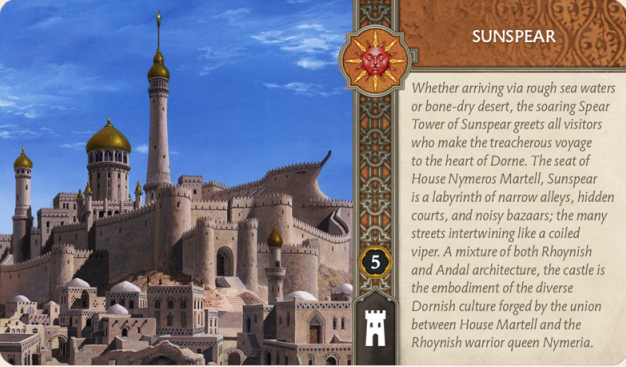 SUNSPEAR
Whether arriving via rough sea waters
or bone-dry desert, the soaring Spear
Tower of Sunspear greets all visitors
who make the treacherous voyage
to the heart of Dorne. The seat of
House Nymeros Martell, Sunspear
is a labyrinth of narrow alleys, hidden
courts, and noisy bazaars; the many
streets intertwining like a coiled
viper. A mixture of both Rhoynish
and Andal architecture, the castle is
the embodiment of the diverse
Dornish culture forged by the union
between House Martell and the
Rhoynish warrior queen Nymeria.
5